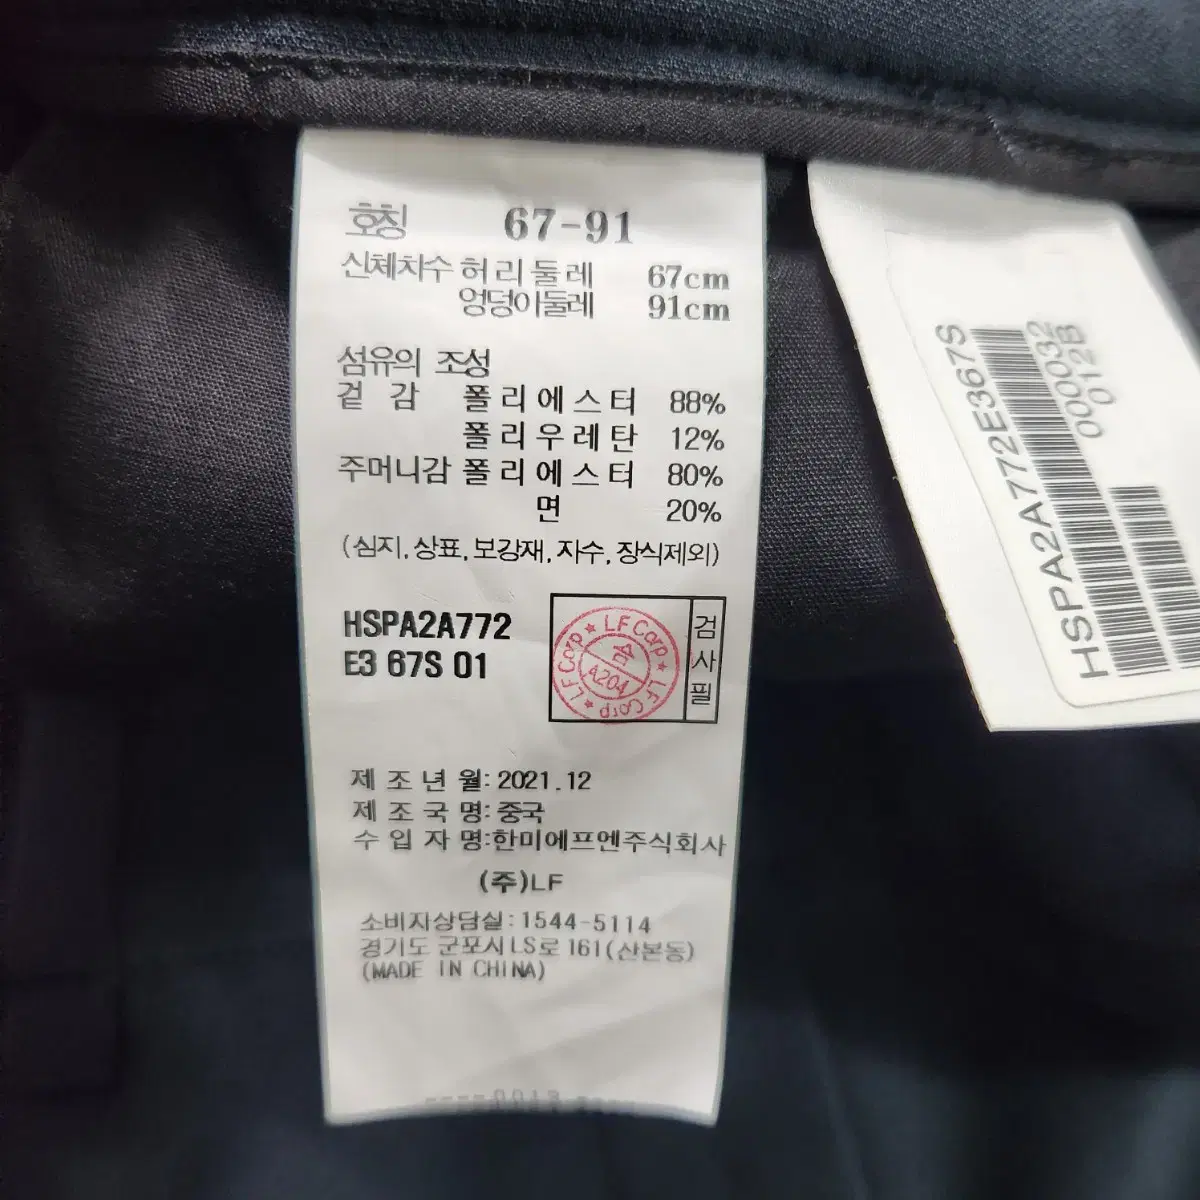 호칭 67-91
신체치수 허리둘레 67cm
엉덩이둘레 91cm
섬유의 조성
겉감 폴리에스터 88%
폴리우레탄 12%
주머니감 폴리에스터 80%
면 20%
(심지, 상표, 보강재, 자수, 장식제외)
HSPA2A772
E3 67S 01
LF Corp ★ LF Corp ★ LF Corp ★
합
A204
검사필
제조년월: 2021.12
제조국명: 중국
수입자명:한미에프엔주식회사
(주)LF
소비자상담실: 1544-5114
경기도 군포시 LS로 161(산본동)
(MADE IN CHINA)
HSPA2A772E367S
000032
012B